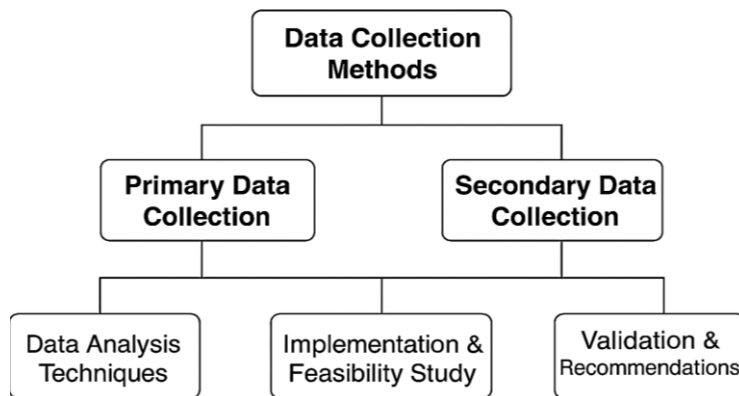 Data Collection
Methods
Primary Data
Collection
Secondary Data
Collection
Data Analysis
Techniques
Implementation &
Feasibility Study
Validation &
Recommendations